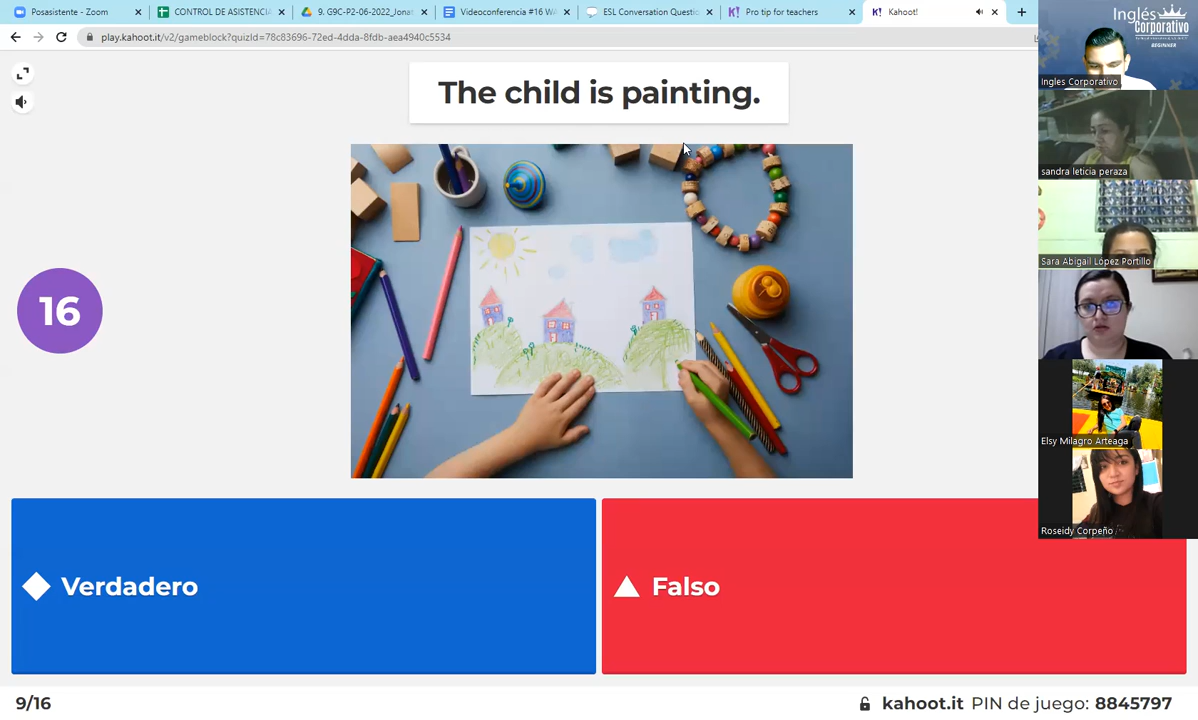 Posasistente - Zoom
CONTROL DE ASISTENCIA
9. G9C-P2-06-2022_Jonat
Videoconferencia #16 WA
ESL Conversation Questio
Pro tip for teachers
Kahoot!
play.kahoot.it/v2/gameblock?quizId=78c83696-72ed-4dda-8fdb-aea4940c5534
The child is painting.
16
Verdadero
Falso
9/16
kahoot.it PIN de juego: 8845797
Inglés
Corporativo
BEGINNER
Ingles Corporativo
sandra leticia peraza
Sara Abigail López Portillo
Elsy Milagro Arteaga
Roseidy Corpeño